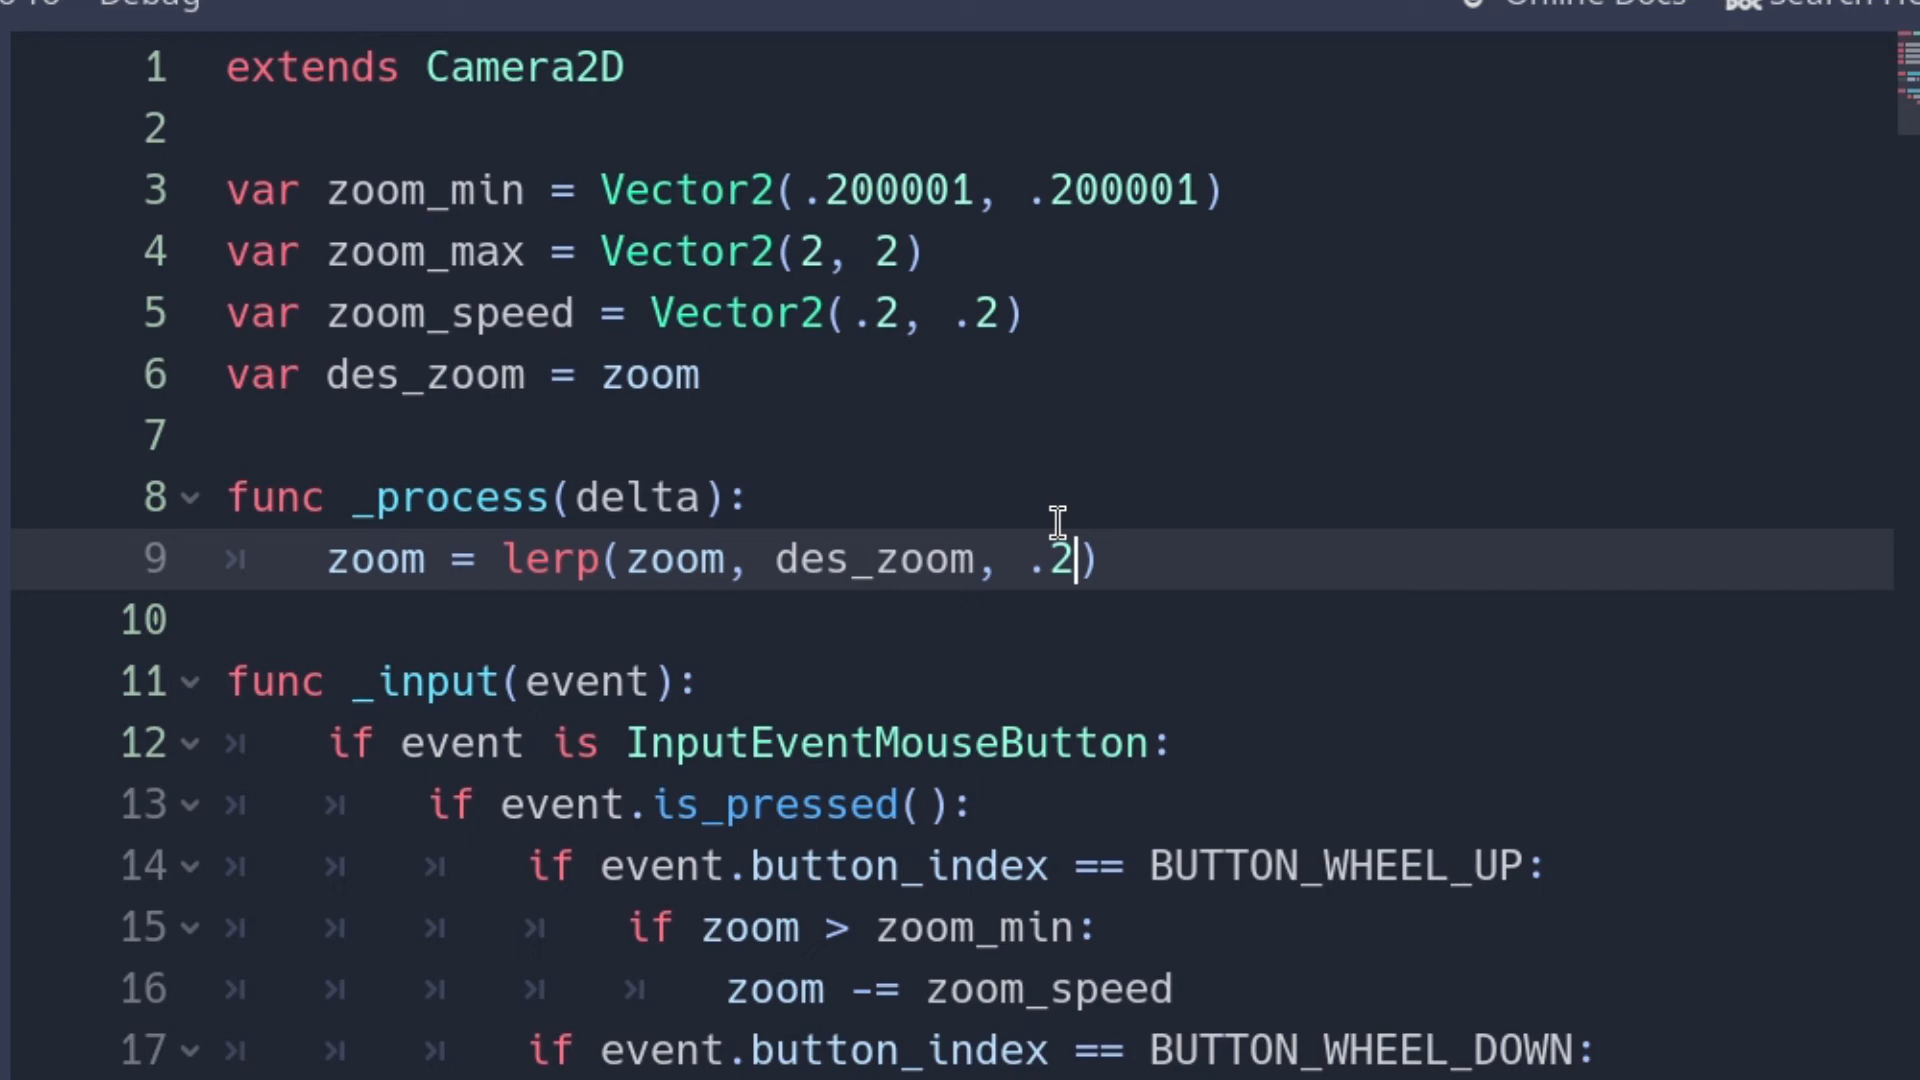 Debug Online Docs
1 extends Camera2D
2
3 var zoom_min = Vector2(.200001, .200001)
4 var zoom_max = Vector2(2, 2)
5 var zoom_speed = Vector2(.2, .2)
6 var des_zoom = zoom
7
8 func _process(delta):
9 zoom = lerp(zoom, des_zoom, .2)
10
11 func _input(event):
12 if event is InputEventMouseButton:
13 if event.is_pressed():
14 if event.button_index == BUTTON_WHEEL_UP:
15 if zoom > zoom_min:
16 zoom -= zoom_speed
17 if event.button_index == BUTTON_WHEEL_DOWN: